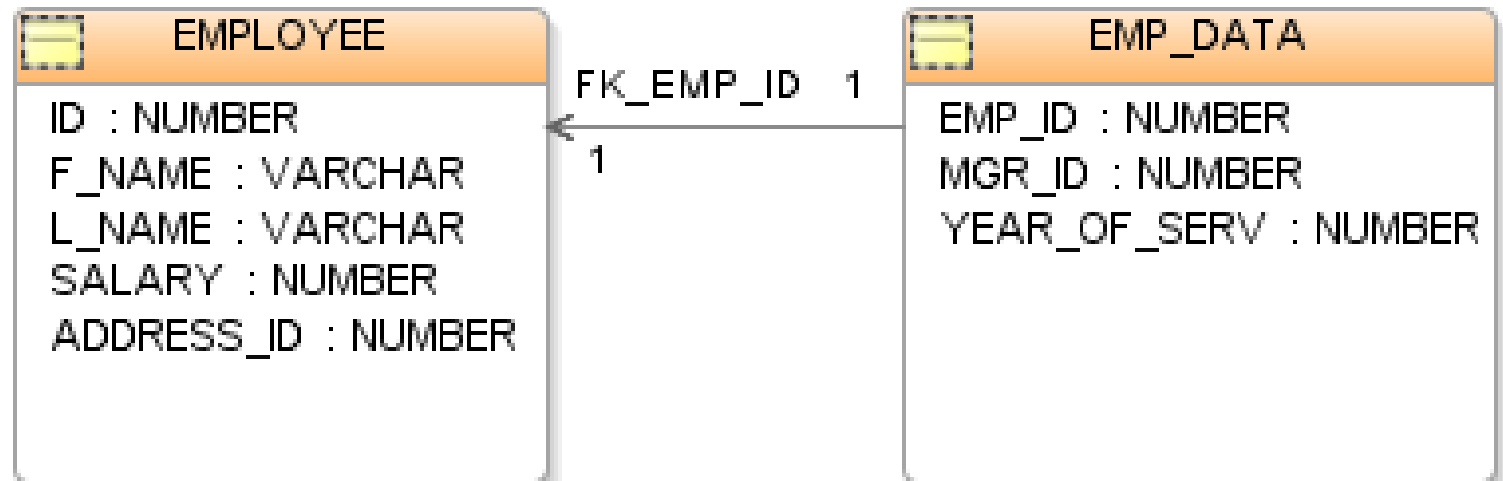 EMPLOYEE
ID : NUMBER
F_NAME : VARCHAR
L_NAME : VARCHAR
SALARY : NUMBER
ADDRESS_ID : NUMBER
FK_EMP_ID 1
1
EMP_DATA
EMP_ID : NUMBER
MGR_ID : NUMBER
YEAR_OF_SERV : NUMBER